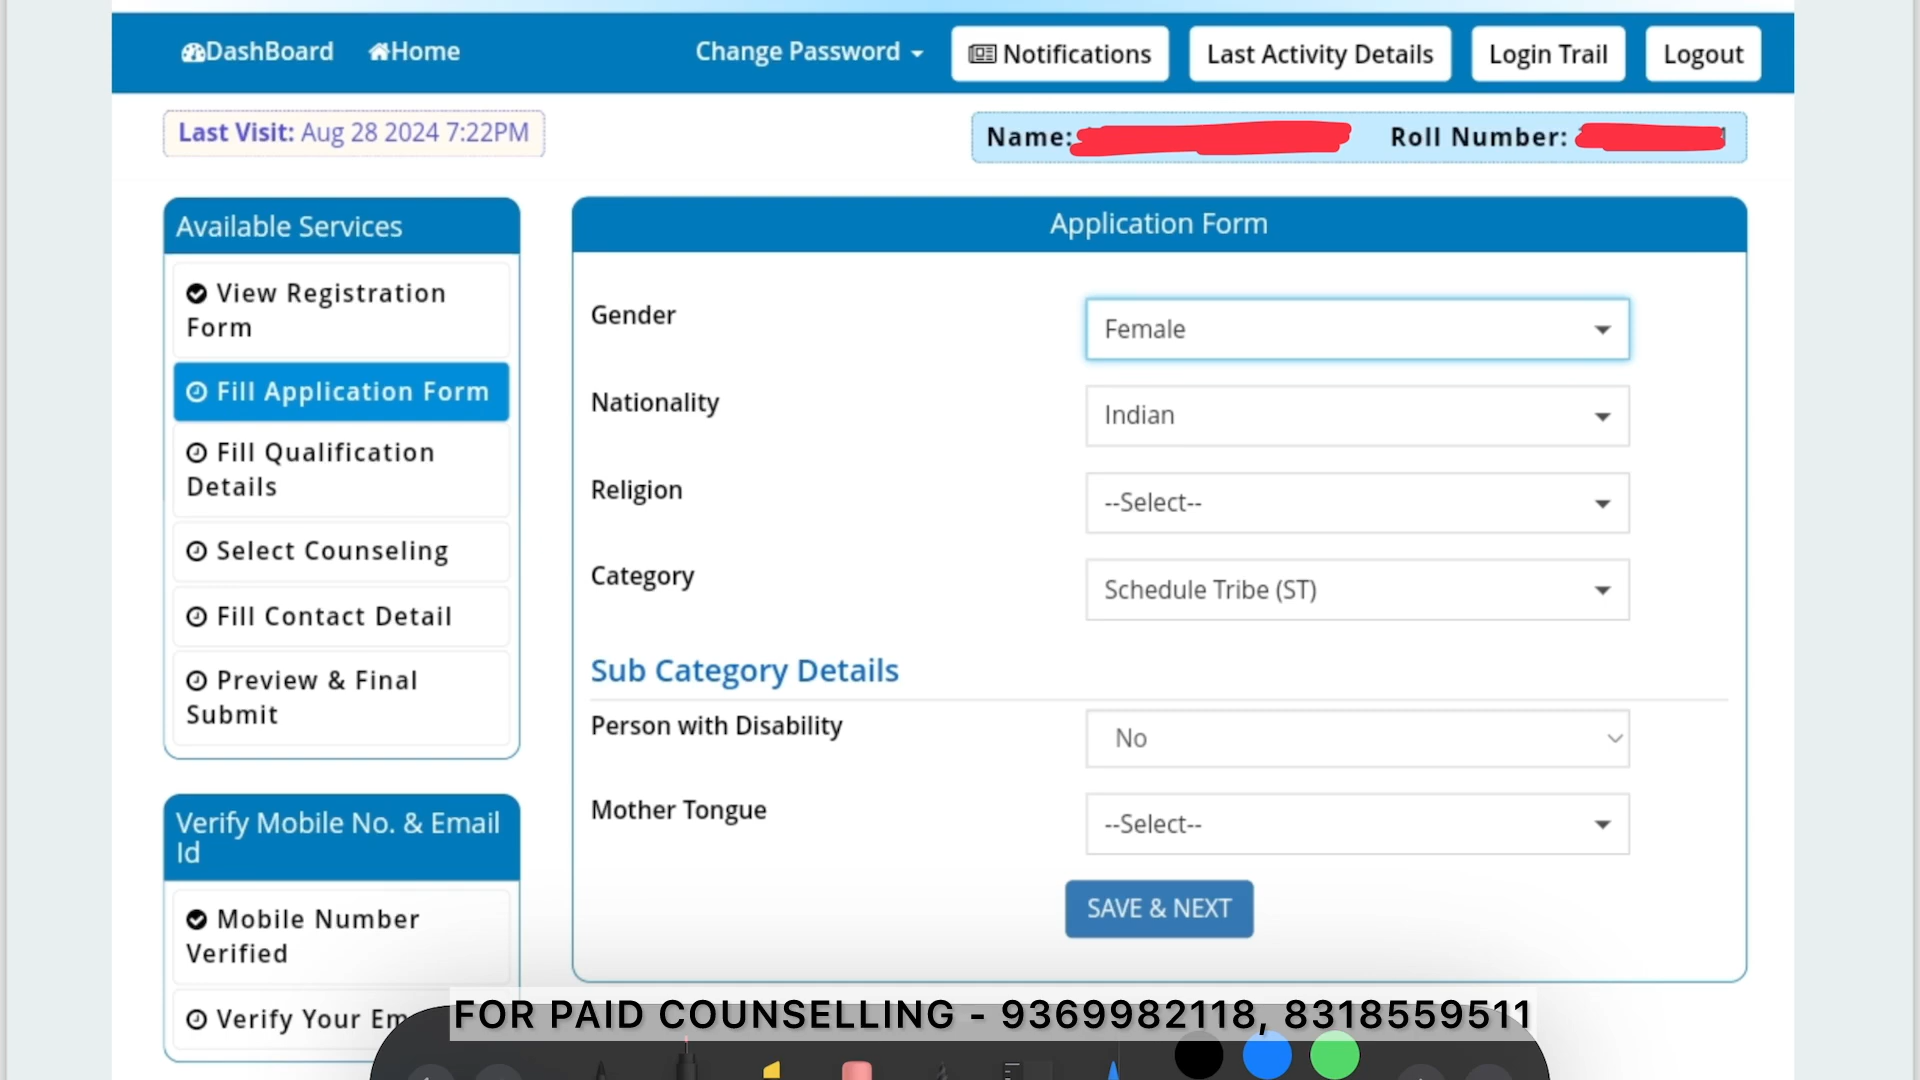 DashBoard Home Change Password Notifications Last Activity Details Login Trail Logout
Last Visit: Aug 28 2024 7:22PM
Name: Roll Number:
Available Services
View Registration
Form
Fill Application Form
Fill Qualification
Details
Select Counseling
Fill Contact Detail
Preview & Final
Submit
Verify Mobile No. & Email
Id
Mobile Number
Verified
Verify Your Em
Application Form
Gender Female
Nationality Indian
Religion --Select--
Category Schedule Tribe (ST)
Sub Category Details
Person with Disability No
Mother Tongue --Select--
SAVE & NEXT
FOR PAID COUNSELLING - 9369982118, 8318559511